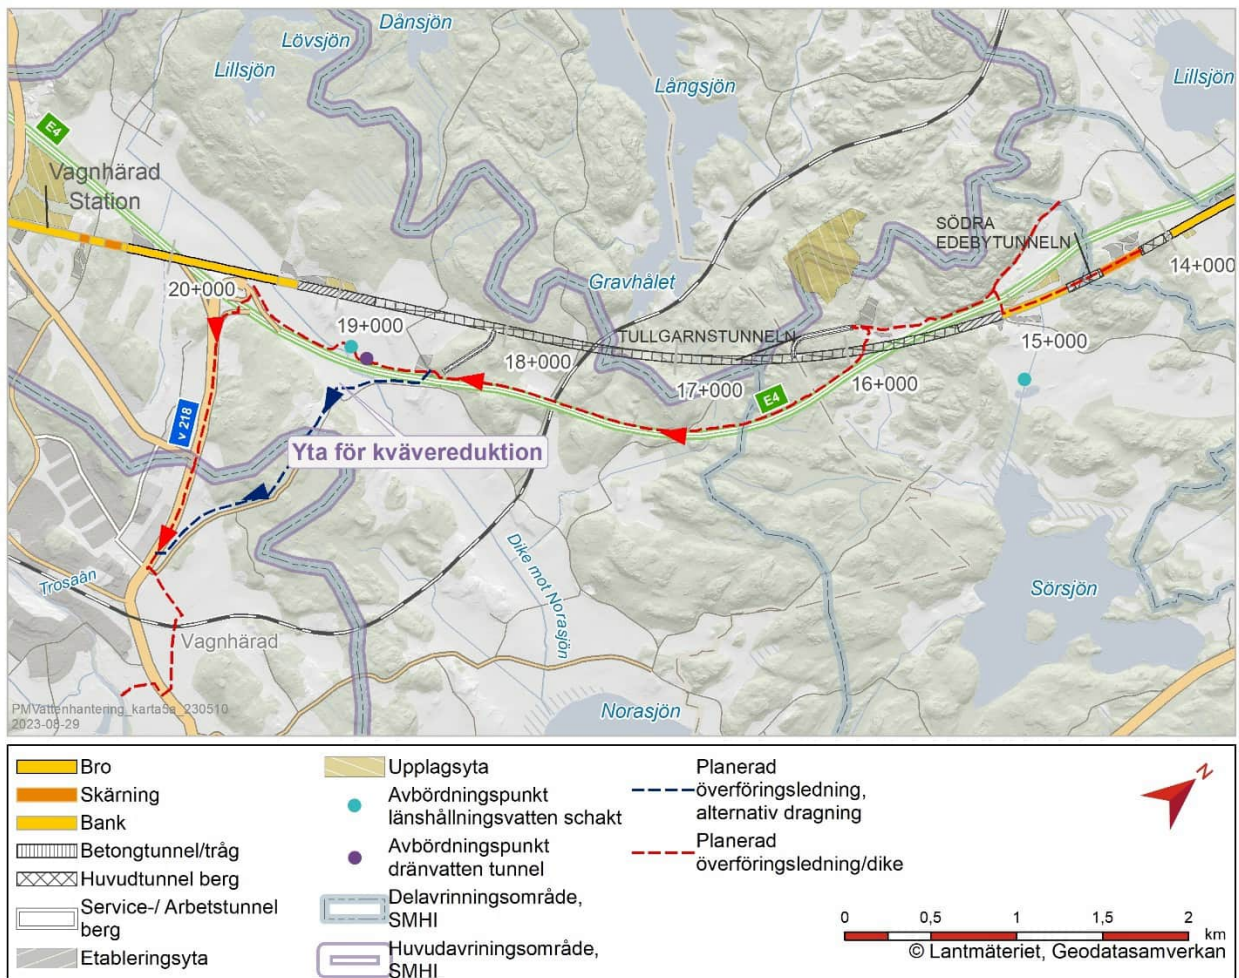 Dånsjön
Lövsjön
Lillsjön
Långsjön
Lillsjön
E4
Vagnhärad
Station
SÖDRA
EDEBYTUNNELN
14+000
Gravhålet
20+000
19+000
TULLGARNSTUNNELN
15+000
18+000
17+000
16+000
E4
v 218
Yta för kvävereduktion
Dike mot Norasjön
Trosaån
Sörsjön
Vagnhärad
Norasjön
PMVattenhantering_karta5a_230510
2023-08-29
Bro
Skärning
Bank
Betongtunnel/tråg
Huvudtunnel berg
Service-/ Arbetstunnel
berg
Etableringsyta
Upplagsyta
Avbördningspunkt
länshållningsvatten schakt
Avbördningspunkt
dränvatten tunnel
Delavrinningsområde,
SMHI
Huvudavriningsområde,
SMHI
Planerad
överföringsledning,
alternativ dragning
Planerad
överföringsledning/dike
N
0 0,5 1 1,5 2
km
© Lantmäteriet, Geodatasamverkan